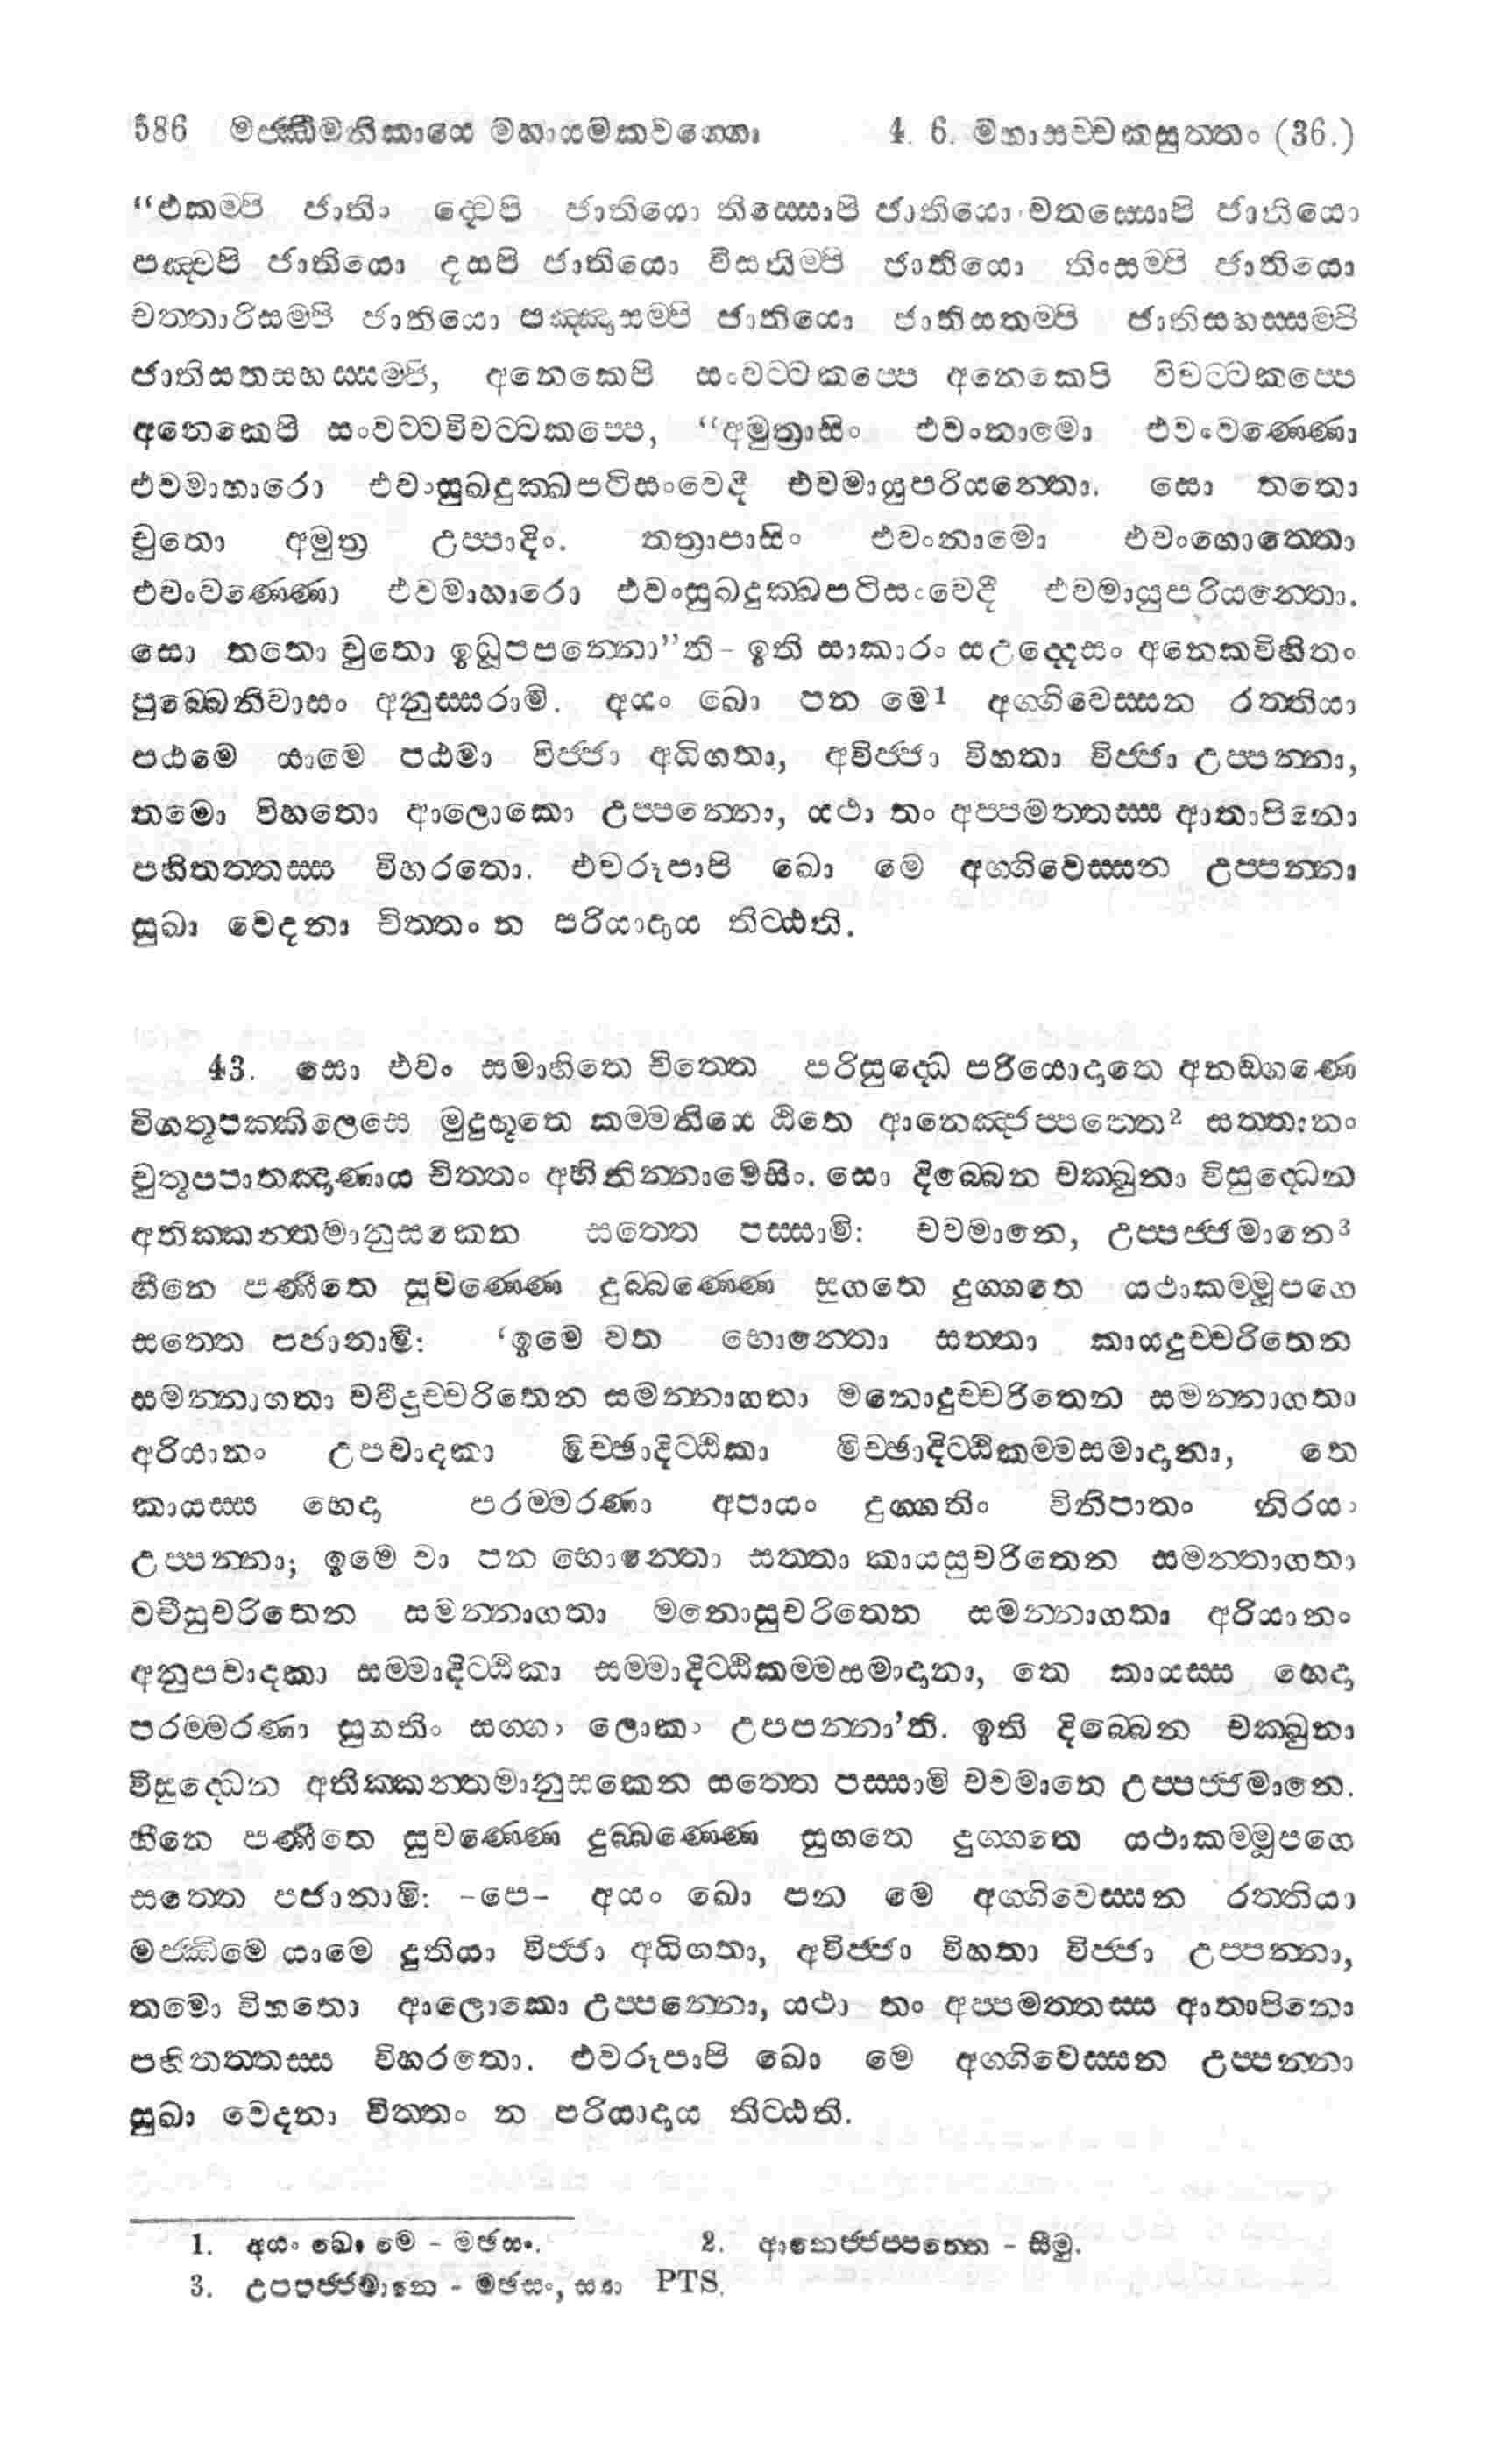 586 මජ්ඣිමනිකායෙ මහායමකවග්ගො 4. 6. මහාසච්චකසුත්තං (36.)
“එකම්පි ජාතිං ද්වෙපි ජාතියො තිස්සොපි ජාතියො චතස්සොපි ජාතියො
පඤ්චපි ජාතියො දසපි ජාතියො වීසතිම්පි ජාතියො තිංසම්පි ජාතියො
චත්තාරීසම්පි ජාතියො පඤ්ඤාසම්පි ජාතියො ජාතිසතම්පි ජාතිසහස්සම්පි
ජාතිසතසහස්සම්පි, අනෙකෙපි සංවට්ටකප්පෙ අනෙකෙපි විවට්ටකප්පෙ
අනෙකෙපි සංවට්ටවිවට්ටකප්පෙ, “අමුත්‍රාසිං එවංනාමො එවංවණ්ණො
එවමාහාරො එවංසුඛදුක්ඛපටිසංවෙදී එවමායුපරියන්තො. සො තතො
චුතො අමුත්‍ර උප්පාදිං. තත්‍රාපාසිං එවංනාමො එවංගොත්තො
එවංවණ්ණො එවමාහාරො එවංසුඛදුක්ඛපටිසංවෙදී එවමායුපරියන්තො.
සො තතො චුතො ඉධූපපන්නො”ති- ඉති සාකාරං සඋද්දෙසං අනෙකවිහිතං
පුබ්බෙනිවාසං අනුස්සරාමි. අයං ඛො පන මෙ1 අග්ගිවෙස්සන රත්තියා
පඨමෙ යාමෙ පඨමා විජ්ජා අධිගතා, අවිජ්ජා විහතා විජ්ජා උප්පන්නා,
තමො විහතො ආලොකො උප්පන්නො, යථා තං අප්පමත්තස්ස ආතාපිනො
පහිතත්තස්ස විහරතො. එවරූපාපි ඛො මෙ අග්ගිවෙස්සන උප්පන්නා
සුඛා වෙදනා චිත්තං න පරියාදාය තිට්ඨති.
43. සො එවං සමාහිතෙ චිත්තෙ පරිසුද්ධෙ පරියොදාතෙ අනඞ්ගණෙ
විගතූපක්කිලෙසෙ මුදුභූතෙ කම්මනියෙ ඨිතෙ ආනෙඤ්ජප්පත්තෙ2 සත්තානං
චුතූපපාතඤාණාය චිත්තං අභිනින්නාමෙසිං. සො දිබ්බෙන චක්ඛුනා විසුද්ධෙන
අතික්කන්තමානුසකෙන සත්තෙ පස්සාමි: චවමානෙ, උප්පජ්ජමානෙ3
හීනෙ පණීතෙ සුවණ්ණෙ දුබ්බණ්ණෙ සුගතෙ දුග්ගතෙ යථාකම්මූපගෙ
සත්තෙ පජානාමි: ‘ඉමෙ වත භොන්තො සත්තා කායදුච්චරිතෙන
සමන්නාගතා වචීදුච්චරිතෙන සමන්නාගතා මනොදුච්චරිතෙන සමන්නාගතා
අරියානං උපවාදකා මිච්ඡාදිට්ඨිකා මිච්ඡාදිට්ඨිකම්මසමාදානා, තෙ
කායස්ස භෙදා පරම්මරණා අපායං දුග්ගතිං විනිපාතං නිරයං
උප්පන්නා; ඉමෙ වා පන භොන්තො සත්තා කායසුචරිතෙන සමන්නාගතා
වචීසුචරිතෙන සමන්නාගතා මනොසුචරිතෙන සමන්නාගතා අරියානං
අනුපවාදකා සම්මාදිට්ඨිකා සම්මාදිට්ඨිකම්මසමාදානා, තෙ කායස්ස භෙදා
පරම්මරණා සුගතිං සග්ගං ලොකං උපපන්නා’ති. ඉති දිබ්බෙන චක්ඛුනා
විසුද්ධෙන අතික්කන්තමානුසකෙන සත්තෙ පස්සාමි චවමානෙ උප්පජ්ජමානෙ.
හීනෙ පණීතෙ සුවණ්ණෙ දුබ්බණ්ණෙ සුගතෙ දුග්ගතෙ යථාකම්මූපගෙ
සත්තෙ පජානාමි: -පෙ- අයං ඛො පන මෙ අග්ගිවෙස්සන රත්තියා
මජ්ඣිමෙ යාමෙ දුතියා විජ්ජා අධිගතා, අවිජ්ජා විහතා විජ්ජා උප්පන්නා,
තමො විහතො ආලොකො උප්පන්නො, යථා තං අප්පමත්තස්ස ආතාපිනො
පහිතත්තස්ස විහරතො. එවරූපාපි ඛො මෙ අග්ගිවෙස්සන උප්පන්නා
සුඛා වෙදනා චිත්තං න පරියාදාය තිට්ඨති.
1. අයං ඛො මෙ - මඡසං. 2. ආනෙජ්ජප්පත්තෙ - සීමු.
3. උපපජ්ජමානෙ - මඡසං, ස්‍යා PTS.